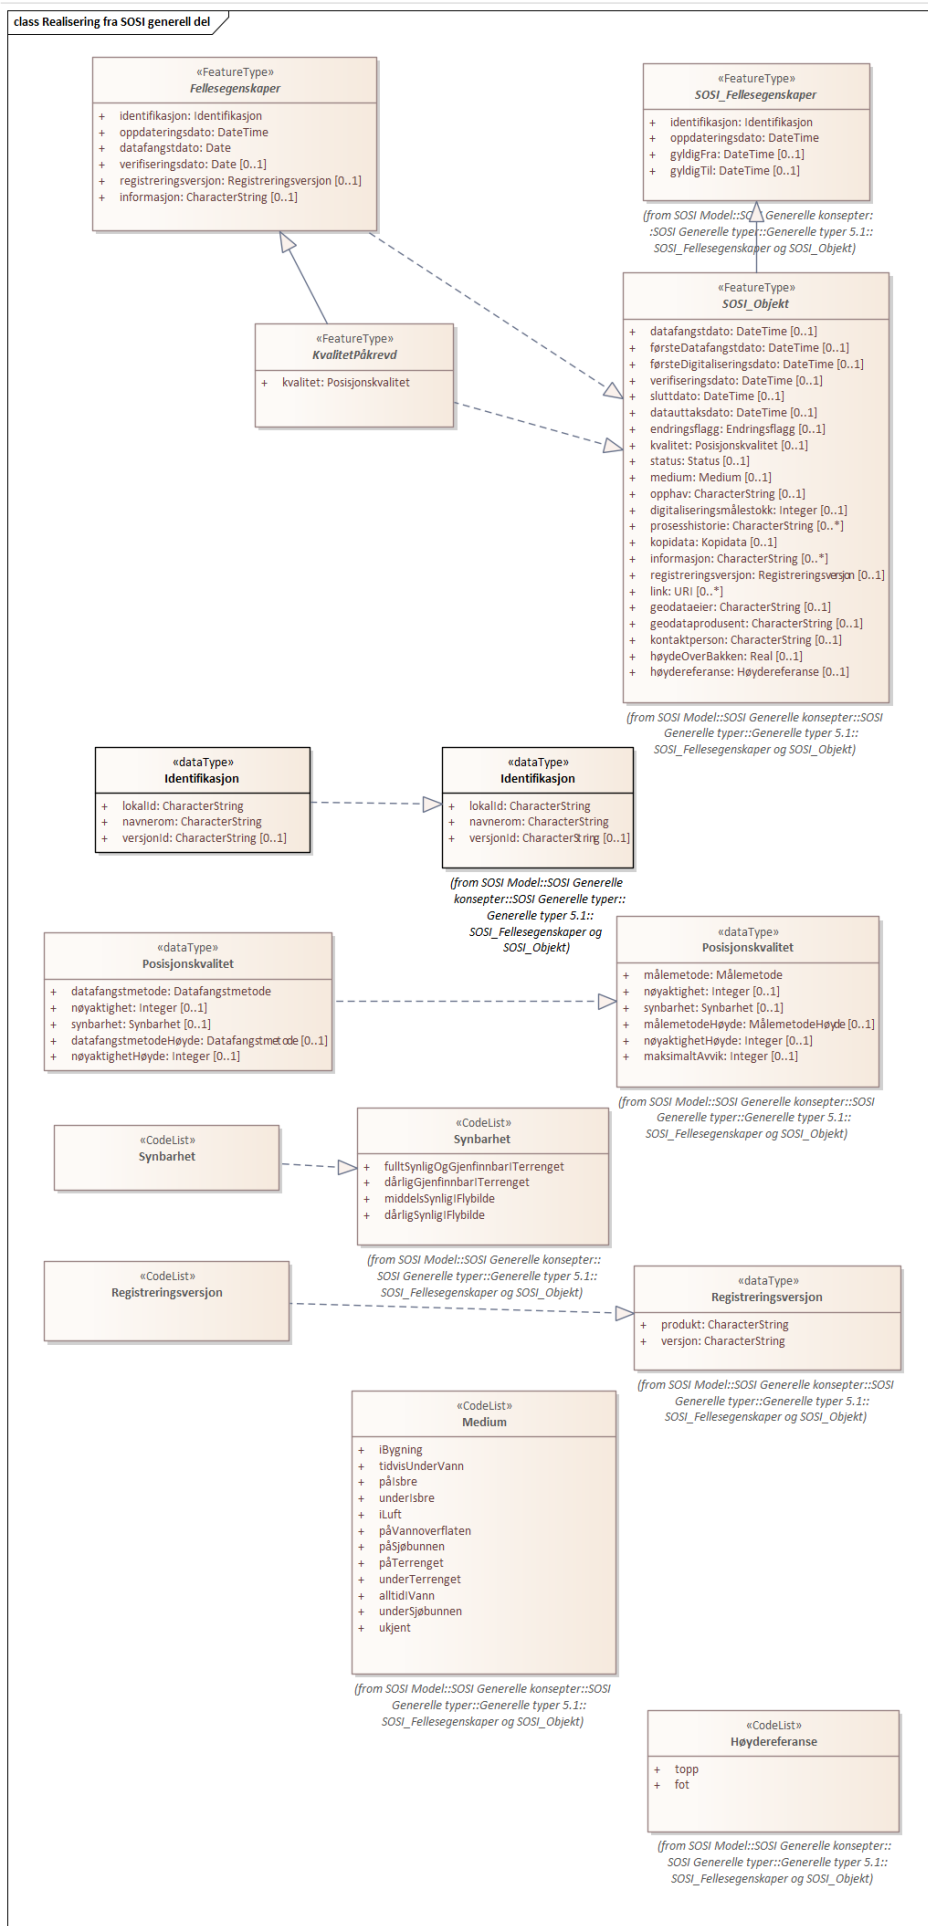 class Realisering fra SOSI generell del
«FeatureType»
Fellesegenskaper
+ identifikasjon: Identifikasjon
+ oppdateringsdato: DateTime
+ datafangstdato: Date
+ verifiseringsdato: Date [0..1]
+ registreringsversjon: Registreringsversjon [0..1]
+ informasjon: CharacterString [0..1]
«FeatureType»
SOSI_Fellesegenskaper
+ identifikasjon: Identifikasjon
+ oppdateringsdato: DateTime
+ gyldigFra: DateTime [0..1]
+ gyldigTil: DateTime [0..1]
(from SOSI Model::SOSI Generelle konsepter:
:SOSI Generelle typer::Generelle typer 5.1::
SOSI_Fellesegenskaper og SOSI_Objekt)
«FeatureType»
KvalitetPåkrevd
+ kvalitet: Posisjonskvalitet
«FeatureType»
SOSI_Objekt
+ datafangstdato: DateTime [0..1]
+ førsteDatafangstdato: DateTime [0..1]
+ førsteDigitaliseringsdato: DateTime [0..1]
+ verifiseringsdato: DateTime [0..1]
+ sluttdato: DateTime [0..1]
+ datauttaksdato: DateTime [0..1]
+ endringsflagg: Endringsflagg [0..1]
+ kvalitet: Posisjonskvalitet [0..1]
+ status: Status [0..1]
+ medium: Medium [0..1]
+ opphav: CharacterString [0..1]
+ digitaliseringsmålestokk: Integer [0..1]
+ prosesshistorie: CharacterString [0..*]
+ kopidata: Kopidata [0..1]
+ informasjon: CharacterString [0..*]
+ registreringsversjon: Registreringsversjon [0..1]
+ link: URI [0..*]
+ geodataeier: CharacterString [0..1]
+ geodataprodusent: CharacterString [0..1]
+ kontaktperson: CharacterString [0..1]
+ høydeOverBakken: Real [0..1]
+ høydereferanse: Høydereferanse [0..1]
(from SOSI Model::SOSI Generelle konsepter::SOSI
Generelle typer::Generelle typer 5.1::
SOSI_Fellesegenskaper og SOSI_Objekt)
«dataType»
Identifikasjon
+ lokalId: CharacterString
+ navnerom: CharacterString
+ versjonId: CharacterString [0..1]
«dataType»
Identifikasjon
+ lokalId: CharacterString
+ navnerom: CharacterString
+ versjonId: CharacterString [0..1]
(from SOSI Model::SOSI Generelle
konsepter::SOSI Generelle typer::
Generelle typer 5.1::
SOSI_Fellesegenskaper og
SOSI_Objekt)
«dataType»
Posisjonskvalitet
+ datafangstmetode: Datafangstmetode
+ nøyaktighet: Integer [0..1]
+ synbarhet: Synbarhet [0..1]
+ datafangstmetodeHøyde: Datafangstmetode [0..1]
+ nøyaktighetHøyde: Integer [0..1]
«dataType»
Posisjonskvalitet
+ målemetode: Målemetode
+ nøyaktighet: Integer [0..1]
+ synbarhet: Synbarhet [0..1]
+ målemetodeHøyde: MålemetodeHøyde [0..1]
+ nøyaktighetHøyde: Integer [0..1]
+ maksimaltAvvik: Integer [0..1]
(from SOSI Model::SOSI Generelle konsepter::SOSI
Generelle typer::Generelle typer 5.1::
SOSI_Fellesegenskaper og SOSI_Objekt)
«CodeList»
Synbarhet
«CodeList»
Synbarhet
+ fulltSynligOgGjenfinnbarITerrenget
+ dårligGjenfinnbarITerrenget
+ middelsSynligIFlybilde
+ dårligSynligIFlybilde
(from SOSI Model::SOSI Generelle konsepter::
SOSI Generelle typer::Generelle typer 5.1::
SOSI_Fellesegenskaper og SOSI_Objekt)
«CodeList»
Registreringsversjon
«dataType»
Registreringsversjon
+ produkt: CharacterString
+ versjon: CharacterString
(from SOSI Model::SOSI Generelle konsepter::SOSI
Generelle typer::Generelle typer 5.1::
SOSI_Fellesegenskaper og SOSI_Objekt)
«CodeList»
Medium
+ iBygning
+ tidvisUnderVann
+ påIsbre
+ underIsbre
+ iLuft
+ påVannoverflaten
+ påSjøbunnen
+ påTerrenget
+ underTerrenget
+ alltidIVann
+ underSjøbunnen
+ ukjent
(from SOSI Model::SOSI Generelle konsepter::SOSI
Generelle typer::Generelle typer 5.1::
SOSI_Fellesegenskaper og SOSI_Objekt)
«CodeList»
Høydereferanse
+ topp
+ fot
(from SOSI Model::SOSI Generelle konsepter::
SOSI Generelle typer::Generelle typer 5.1::
SOSI_Fellesegenskaper og SOSI_Objekt)